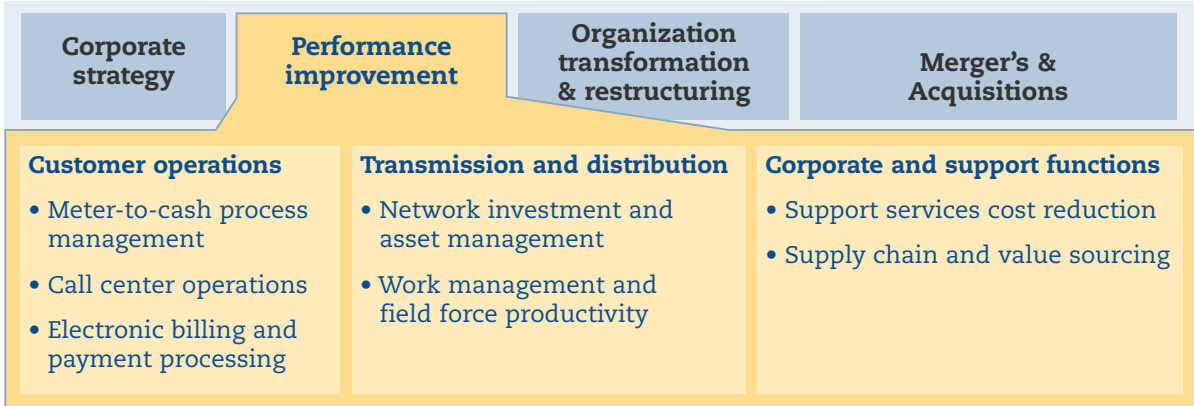 Corporate
strategy
Performance
improvement
Organization
transformation
& restructuring
Merger's &
Acquisitions
Customer operations
• Meter-to-cash process
management
• Call center operations
• Electronic billing and
payment processing
Transmission and distribution
• Network investment and
asset management
• Work management and
field force productivity
Corporate and support functions
• Support services cost reduction
• Supply chain and value sourcing